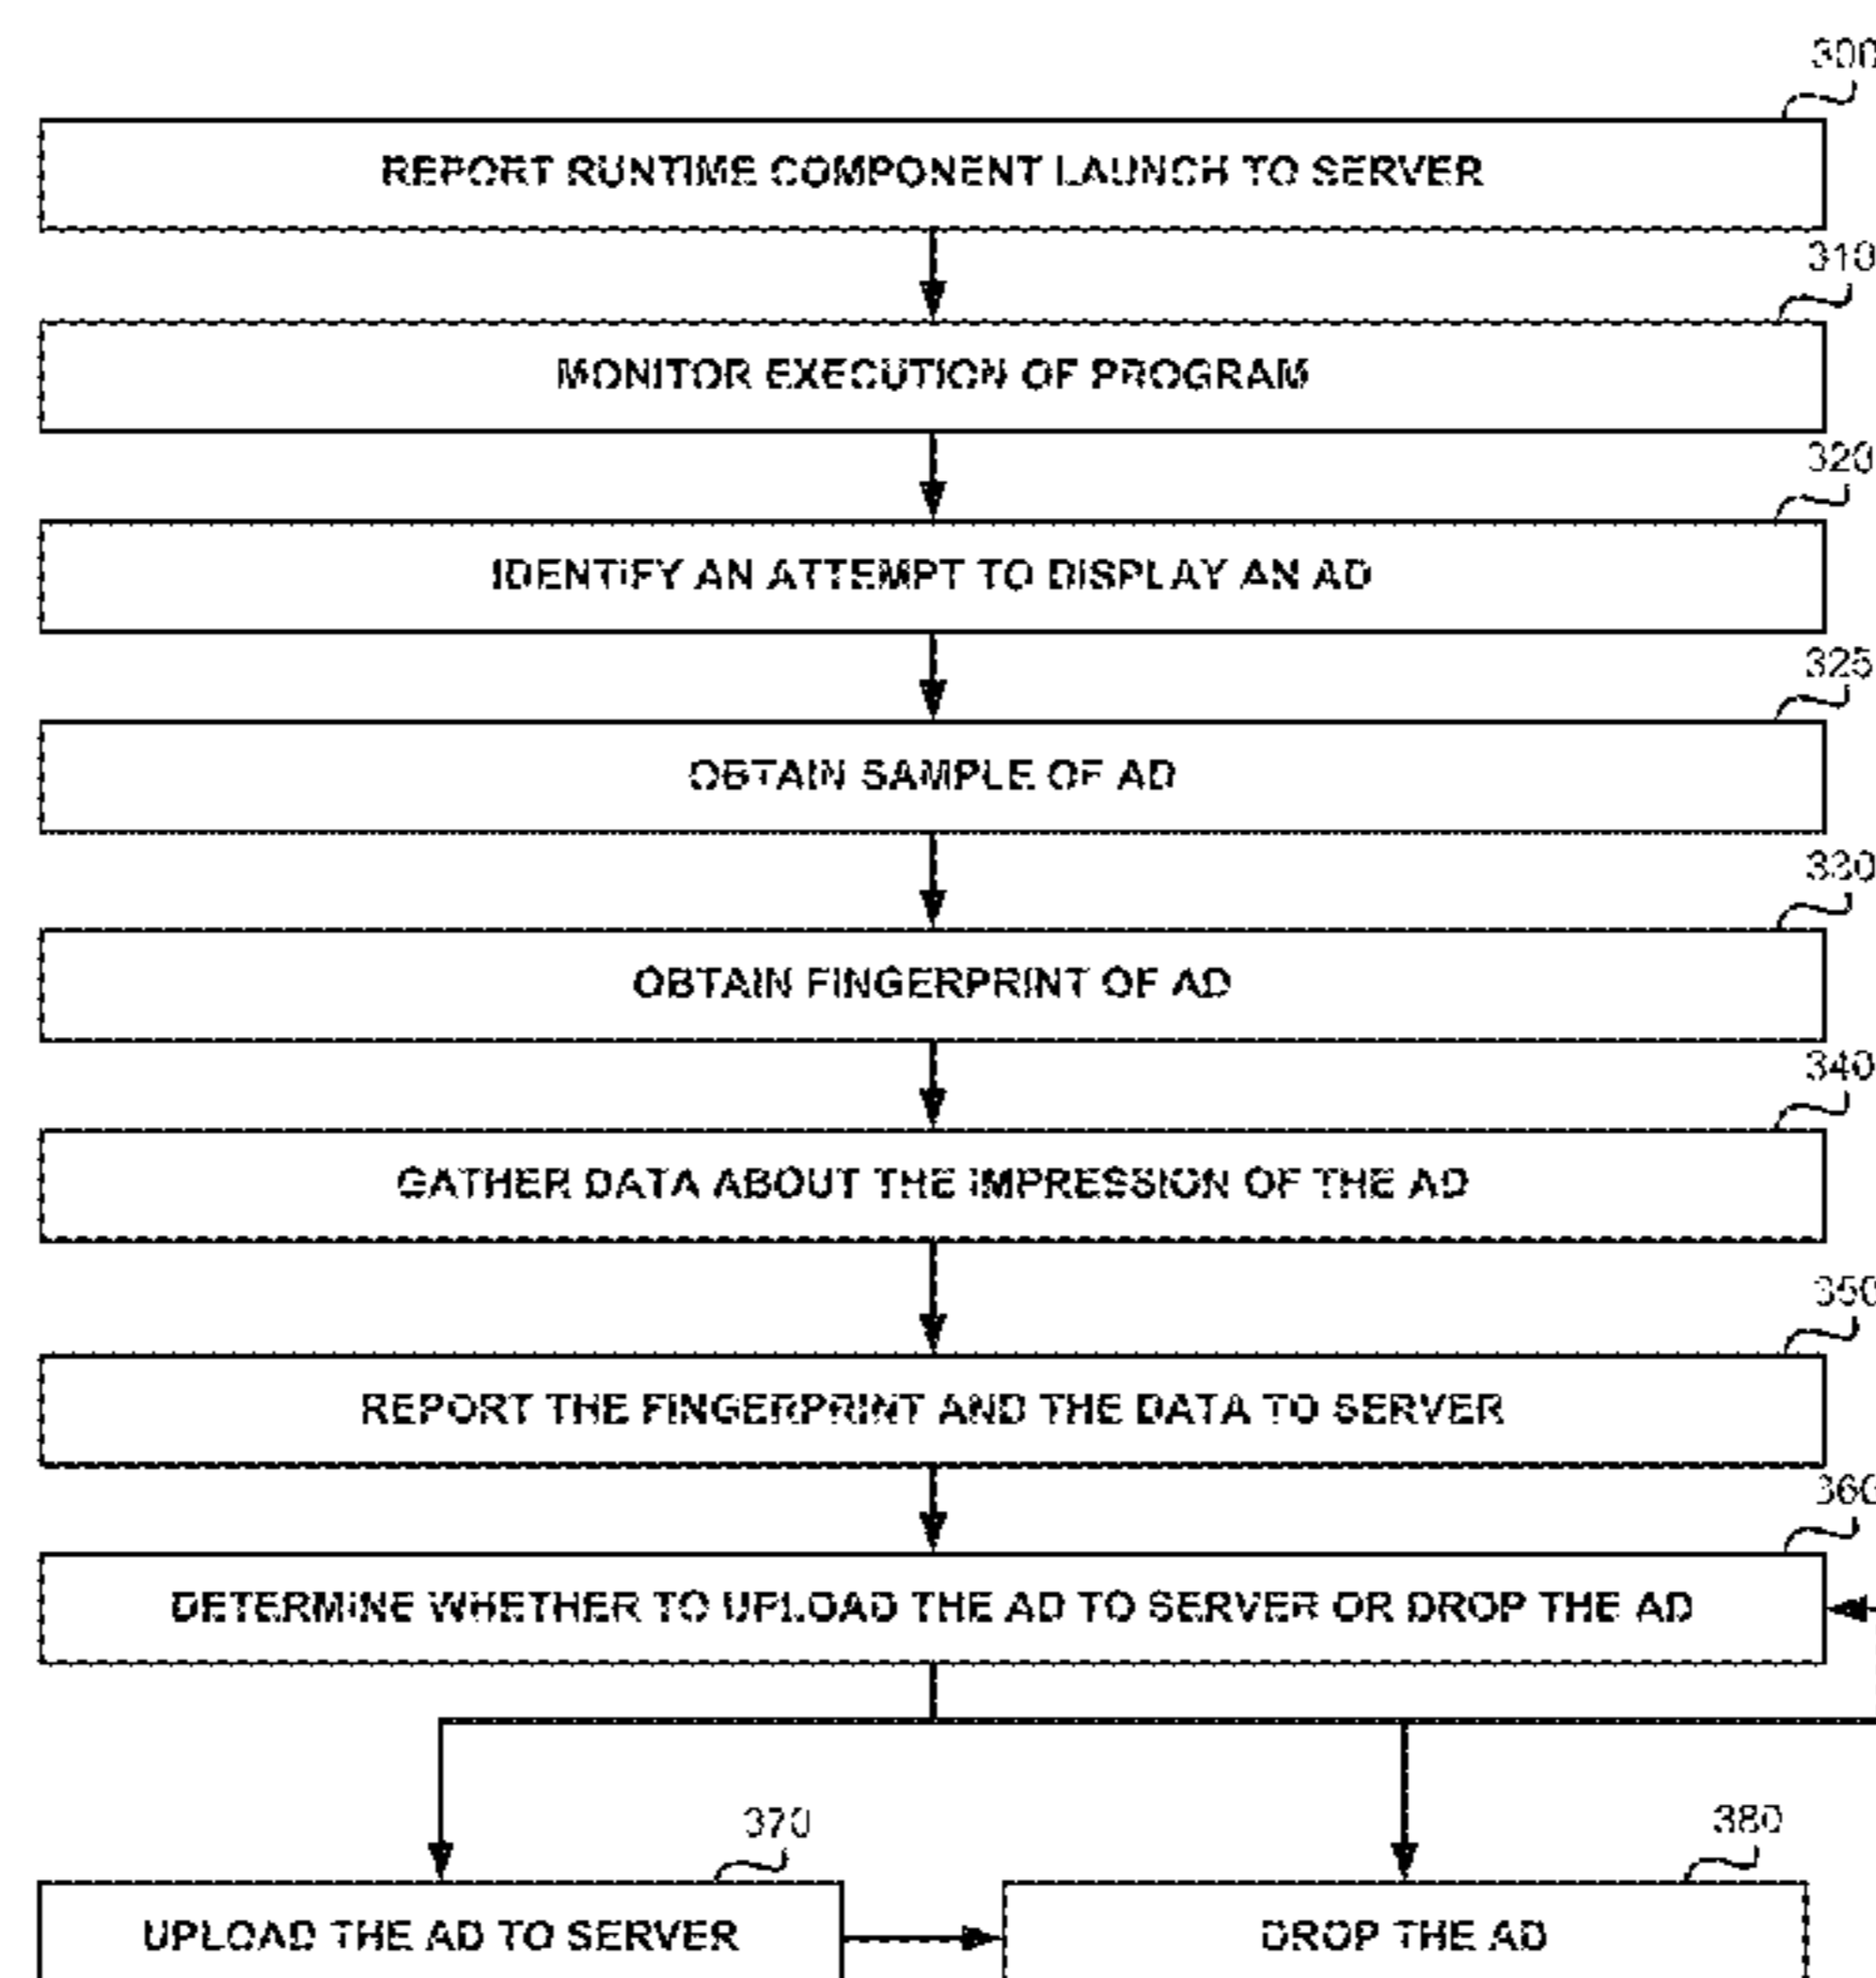 300
REPORT RUNTIME COMPONENT LAUNCH TO SERVER
310
MONITOR EXECUTION OF PROGRAM
320
IDENTIFY AN ATTEMPT TO DISPLAY AN AD
325
OBTAIN SAMPLE OF AD
330
OBTAIN FINGERPRINT OF AD
340
GATHER DATA ABOUT THE IMPRESSION OF THE AD
350
REPORT THE FINGERPRINT AND THE DATA TO SERVER
360
DETERMINE WHETHER TO UPLOAD THE AD TO SERVER OR DROP THE AD
370
380
UPLOAD THE AD TO SERVER
DROP THE AD